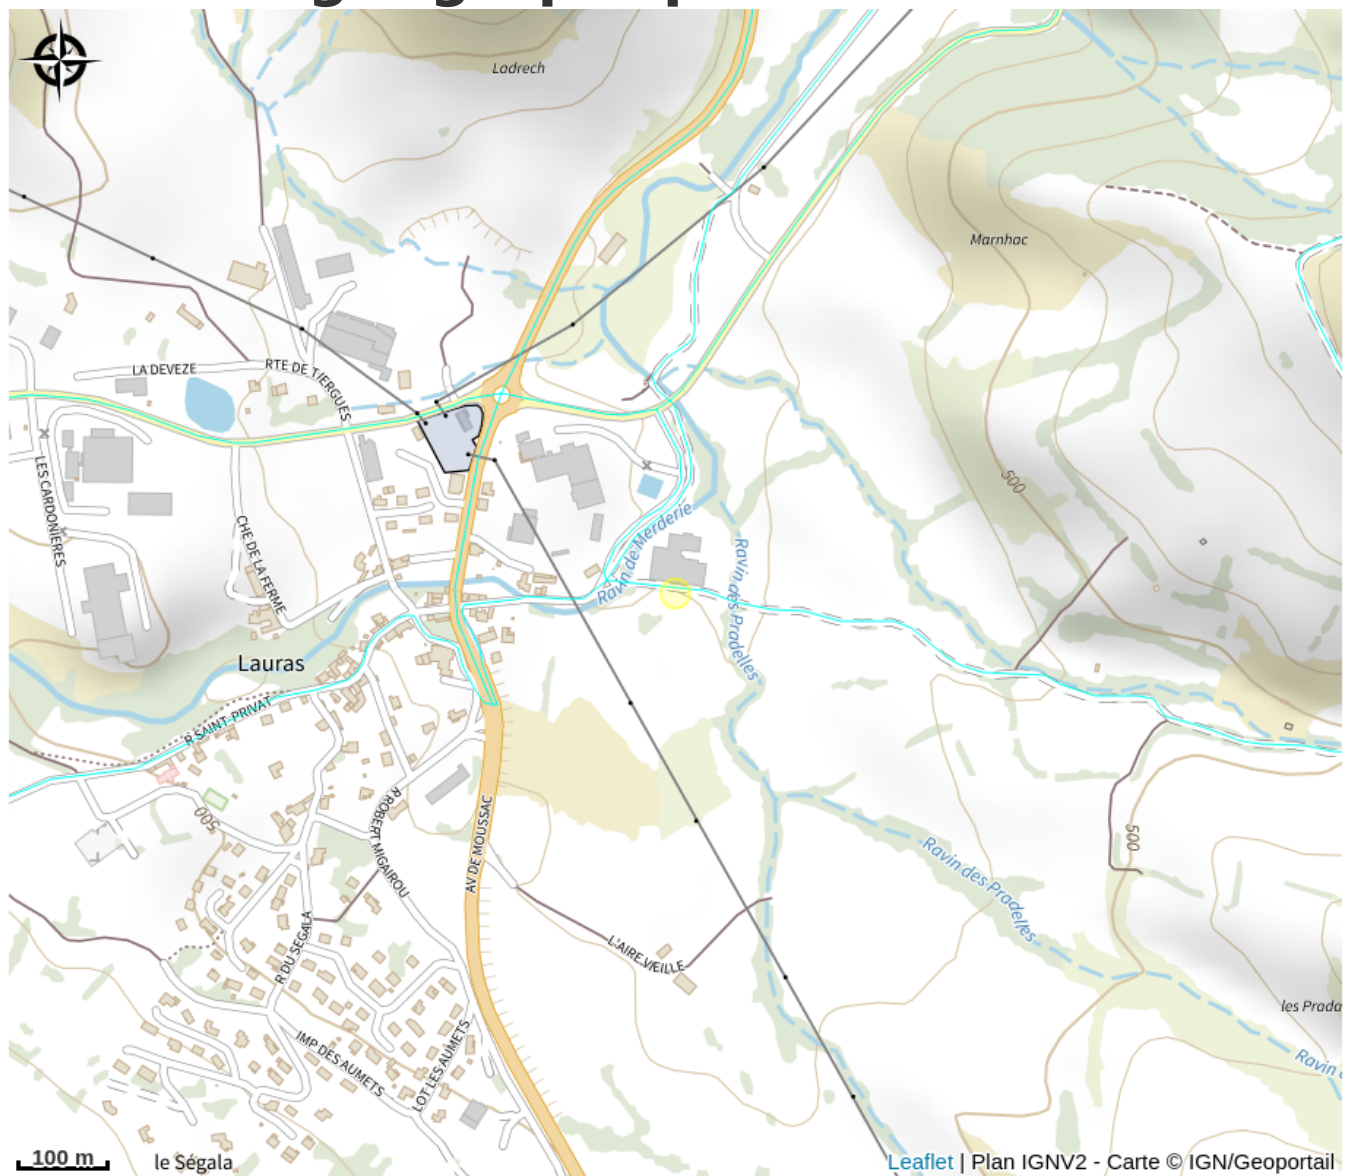 Ladrech
Marnhac
LA DEVEZE
RTE DE TIERGUES
LES CARDONIERES
CHE DE LA FERME
500
Ravin de Merderie
Ravin des Pradelles
Lauras
R SAINT-PRIVAT
500
R ROBERT MIGAIROU
AV DE MOUSSAC
500
Ravin des Pradelles
R DU SEGALA
L'AIRE VIEILLE
les Prada
IMP DES AUMETS
LOT LES AUMETS
Ravin
100 m
le Ségala
Leaflet | Plan IGNV2 - Carte © IGN/Geoportail